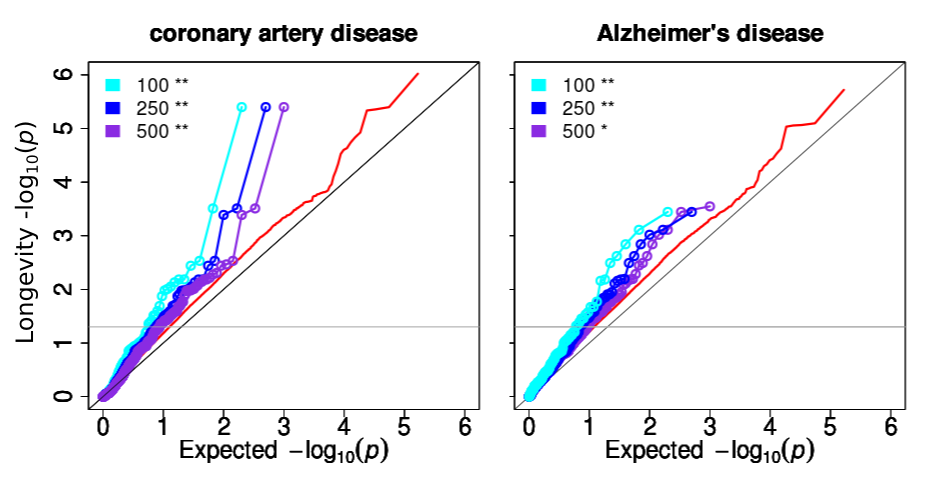 coronary artery disease
Longevity -log10(p)
6
5
4
3
2
1
0
100 **
250 **
500 **
0 1 2 3 4 5 6
Expected −log10(p)
Alzheimer's disease
100 **
250 **
500 *
0 1 2 3 4 5 6
Expected −log10(p)